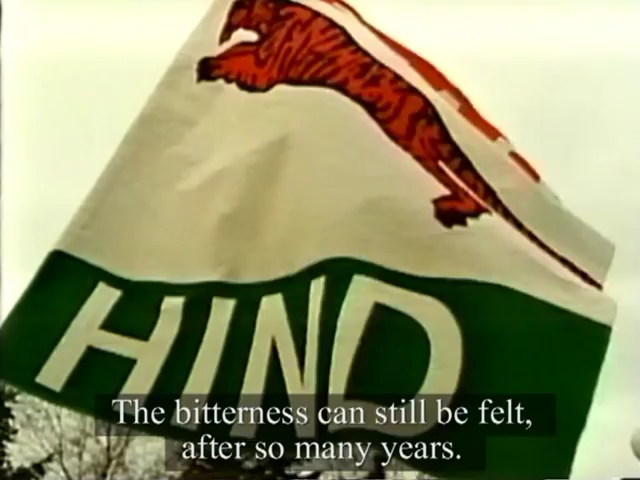 HIND
The bitterness can still be felt,
after so many years.